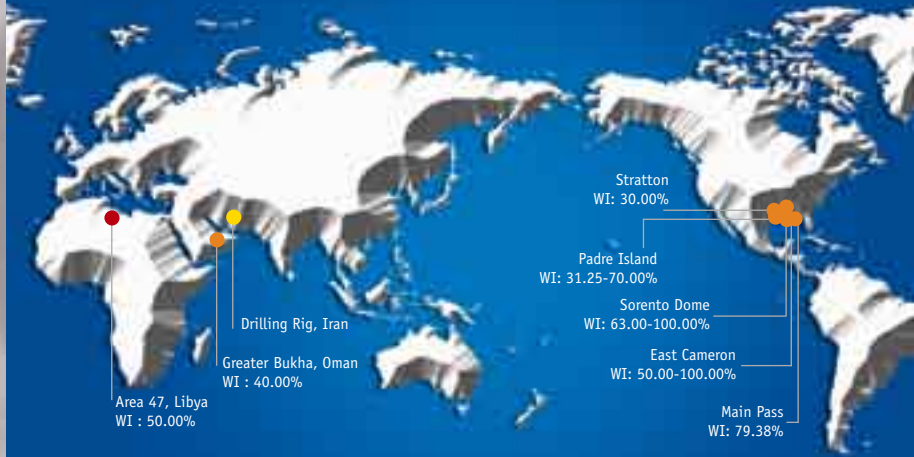 Stratton
WI: 30.00%
Padre Island
WI: 31.25-70.00%
Sorento Dome
WI: 63.00-100.00%
Drilling Rig, Iran
East Cameron
WI: 50.00-100.00%
Greater Bukha, Oman
WI : 40.00%
Area 47, Libya
WI : 50.00%
Main Pass
WI: 79.38%